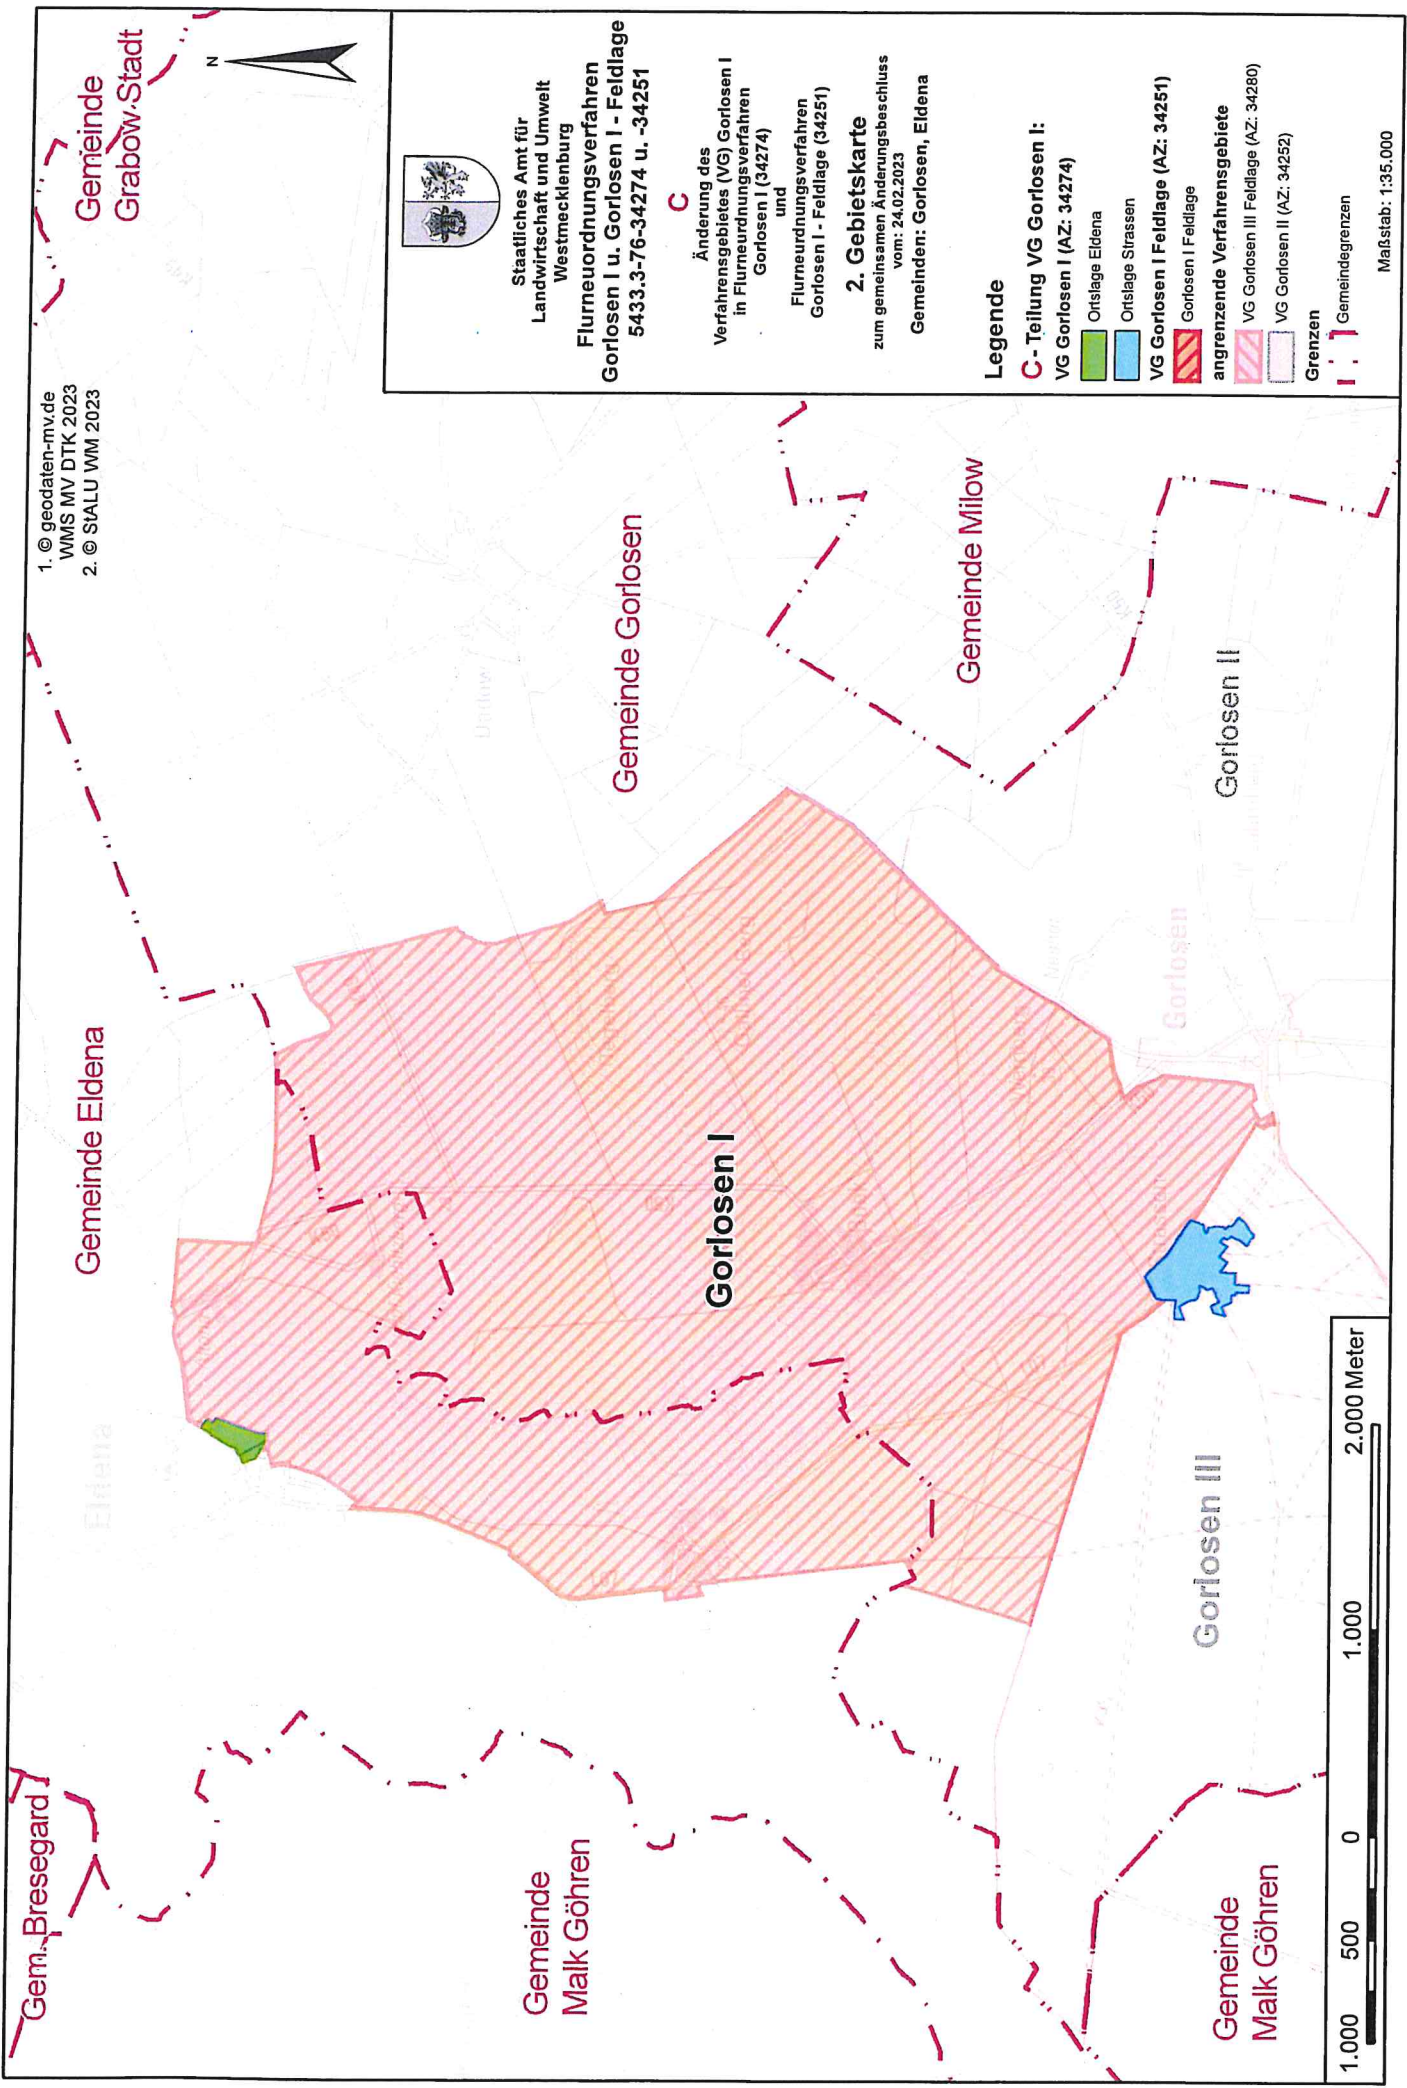 1. © geodaten-mv.de
WMS MV DTK 2023
2. © StALU WM 2023
Gemeinde
Grabow-Stadt
N
Gem. Bresegard
Gemeinde Eldena
Eldena
Gemeinde
Malk Göhren
Gemeinde Gorlosen
Dadow
Gorlosen I
Gemeinde Milow
Gorlosen
Gorlosen II
Gorlosen III
Gemeinde
Malk Göhren
1.000 500 0 1.000 2.000 Meter
Staatliches Amt für
Landwirtschaft und Umwelt
Westmecklenburg
Flurneuordnungsverfahren
Gorlosen I u. Gorlosen I - Feldlage
5433.3-76-34274 u. -34251
C
Änderung des
Verfahrensgebietes (VG) Gorlosen I
in Flurneurdnungsverfahren
Gorlosen I (34274)
und
Flurneurdnungsverfahren
Gorlosen I - Feldlage (34251)
2. Gebietskarte
zum gemeinsamen Änderungsbeschluss
vom: 24.02.2023
Gemeinden: Gorlosen, Eldena
Legende
C - Teilung VG Gorlosen I:
VG Gorlosen I (AZ: 34274)
Ortslage Eldena
Ortslage Strassen
VG Gorlosen I Feldlage (AZ: 34251)
Gorlosen I Feldlage
angrenzende Verfahrensgebiete
VG Gorlosen III Feldlage (AZ: 34280)
VG Gorlosen II (AZ: 34252)
Grenzen
Gemeindegrenzen
Maßstab: 1:35.000